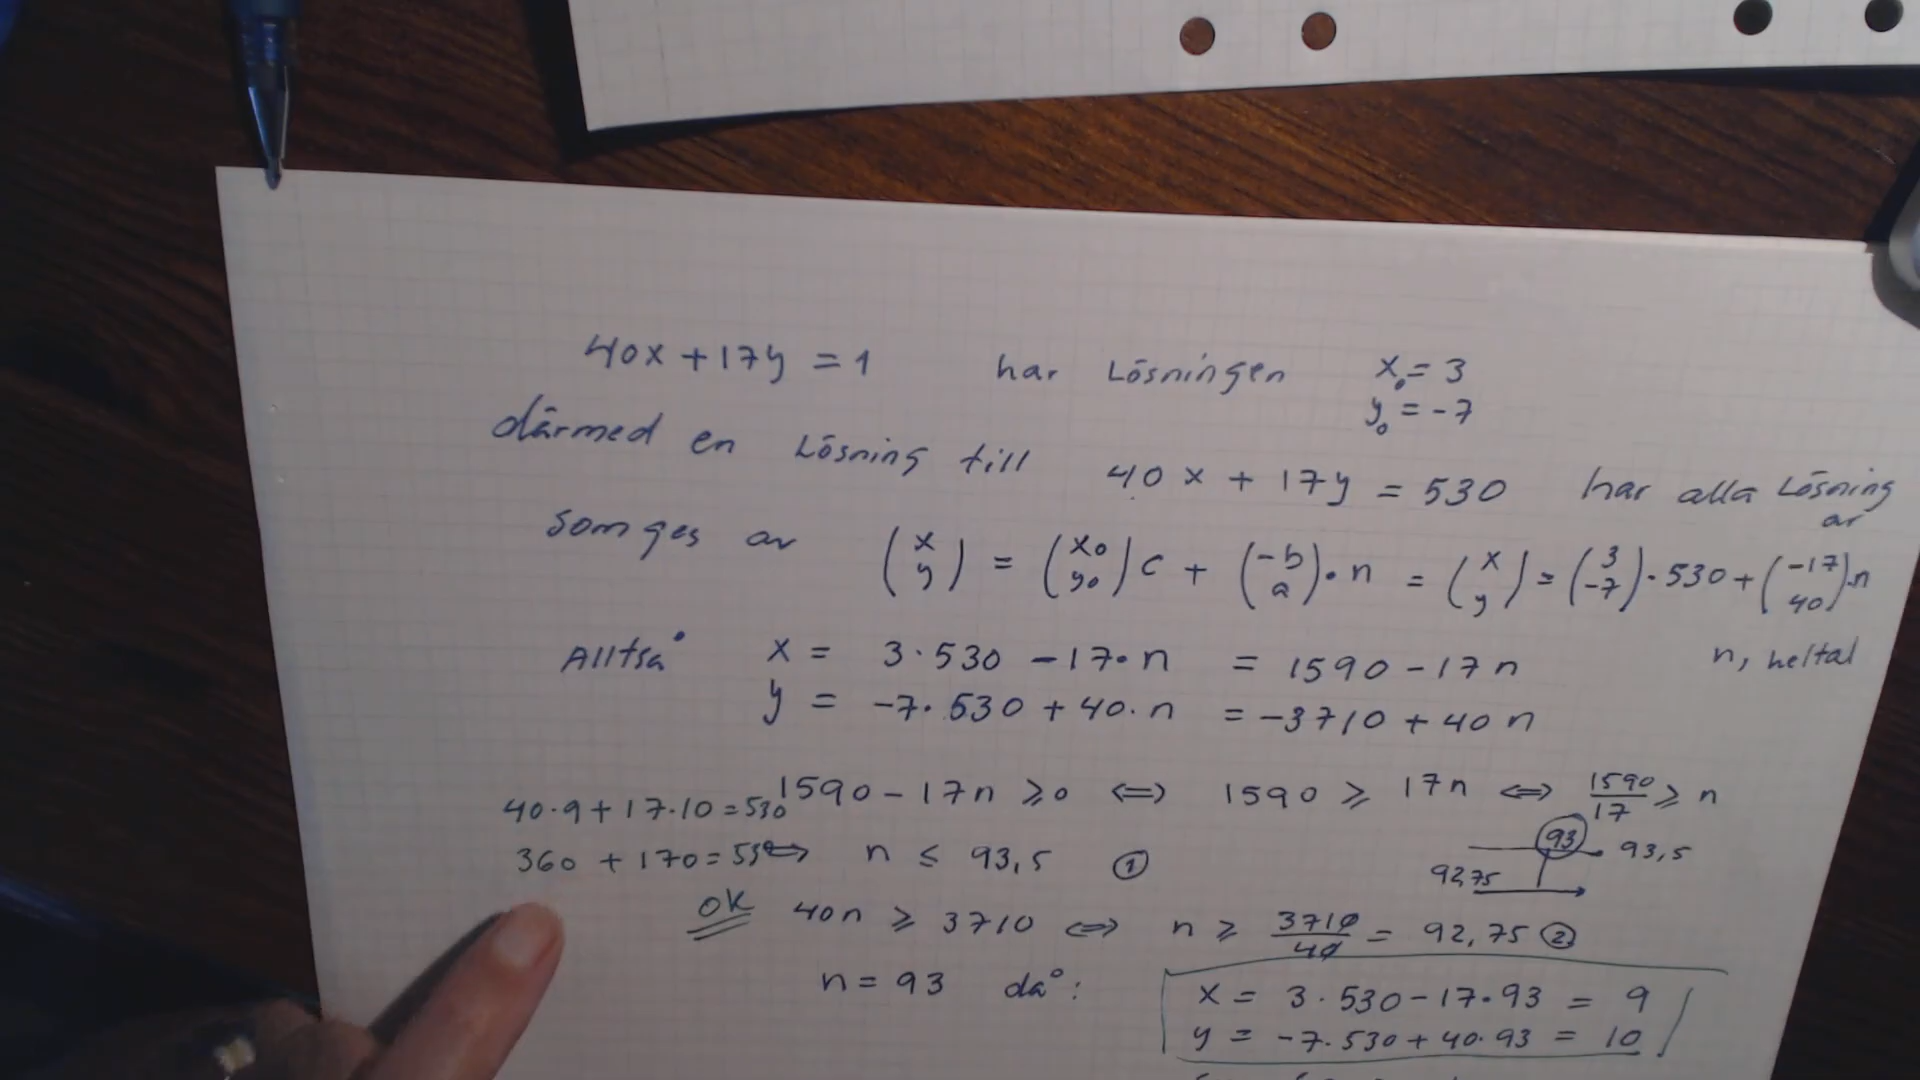 40x + 17y = 1 har Lösningen x₀ = 3
y₀ = -7
därmed en Lösning till 40x + 17y = 530 har alla Lösning
ar
som ges av (x y) = (x₀ y₀) c + (-b a) · n = (x y) = (3 -7) · 530 + (-17 40) · n
Alltså x = 3·530 - 17·n = 1590 - 17n n, heltal
y = -7·530 + 40·n = -3710 + 40n
40·9 + 17·10 = 530 1590 - 17n ≥ 0 ⟺ 1590 ≥ 17n ⟺ 1590/17 ≥ n
360 + 170 = 530 ⟺ n ≤ 93,5 ① 93 93,5
92,75
OK 40n ≥ 3710 ⟺ n ≥ 3710/40 = 92,75 ②
n = 93 då: x = 3·530 - 17·93 = 9
y = -7·530 + 40·93 = 10